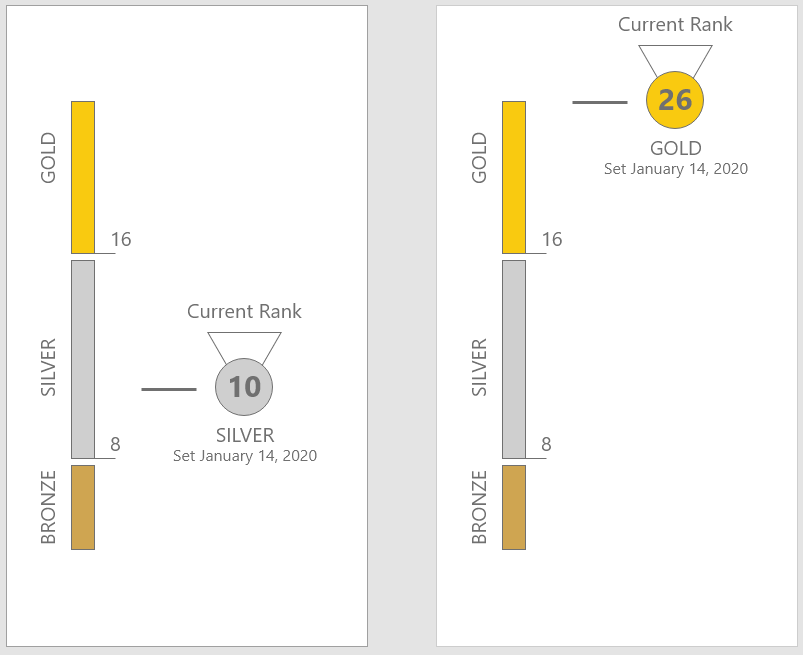 GOLD
16
Current Rank
10
SILVER
SILVER
Set January 14, 2020
8
BRONZE
Current Rank
26
GOLD
GOLD
Set January 14, 2020
16
SILVER
8
BRONZE